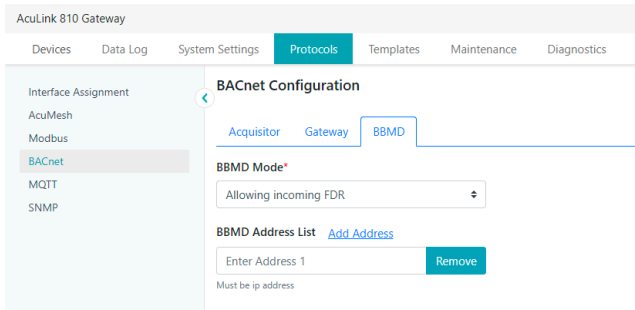 AcuLink 810 Gateway
Devices Data Log System Settings Protocols Templates Maintenance Diagnostics
Interface Assignment
AcuMesh
Modbus
BACnet
MQTT
SNMP
BACnet Configuration
Acquisitor Gateway BBMD
BBMD Mode*
Allowing incoming FDR
BBMD Address List Add Address
Enter Address 1 Remove
Must be ip address